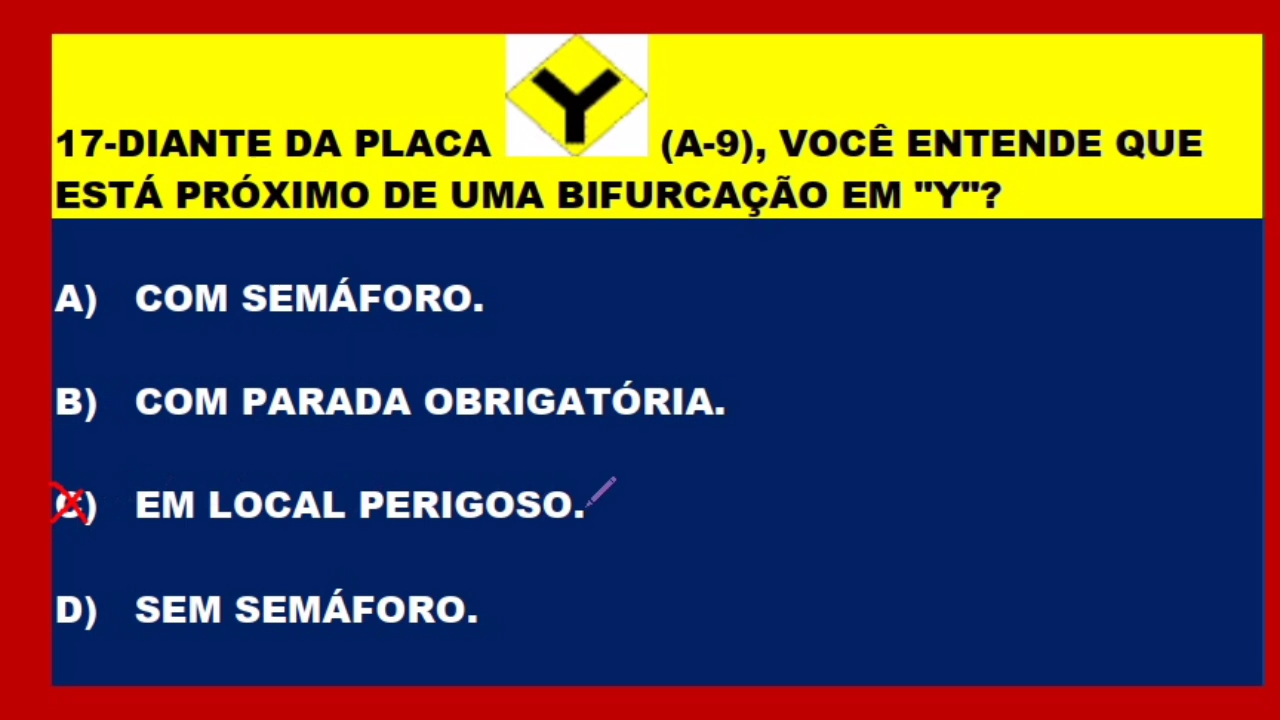 17-DIANTE DA PLACA (A-9), VOCÊ ENTENDE QUE
ESTÁ PRÓXIMO DE UMA BIFURCAÇÃO EM "Y"?
A) COM SEMÁFORO.
B) COM PARADA OBRIGATÓRIA.
C) EM LOCAL PERIGOSO.
D) SEM SEMÁFORO.